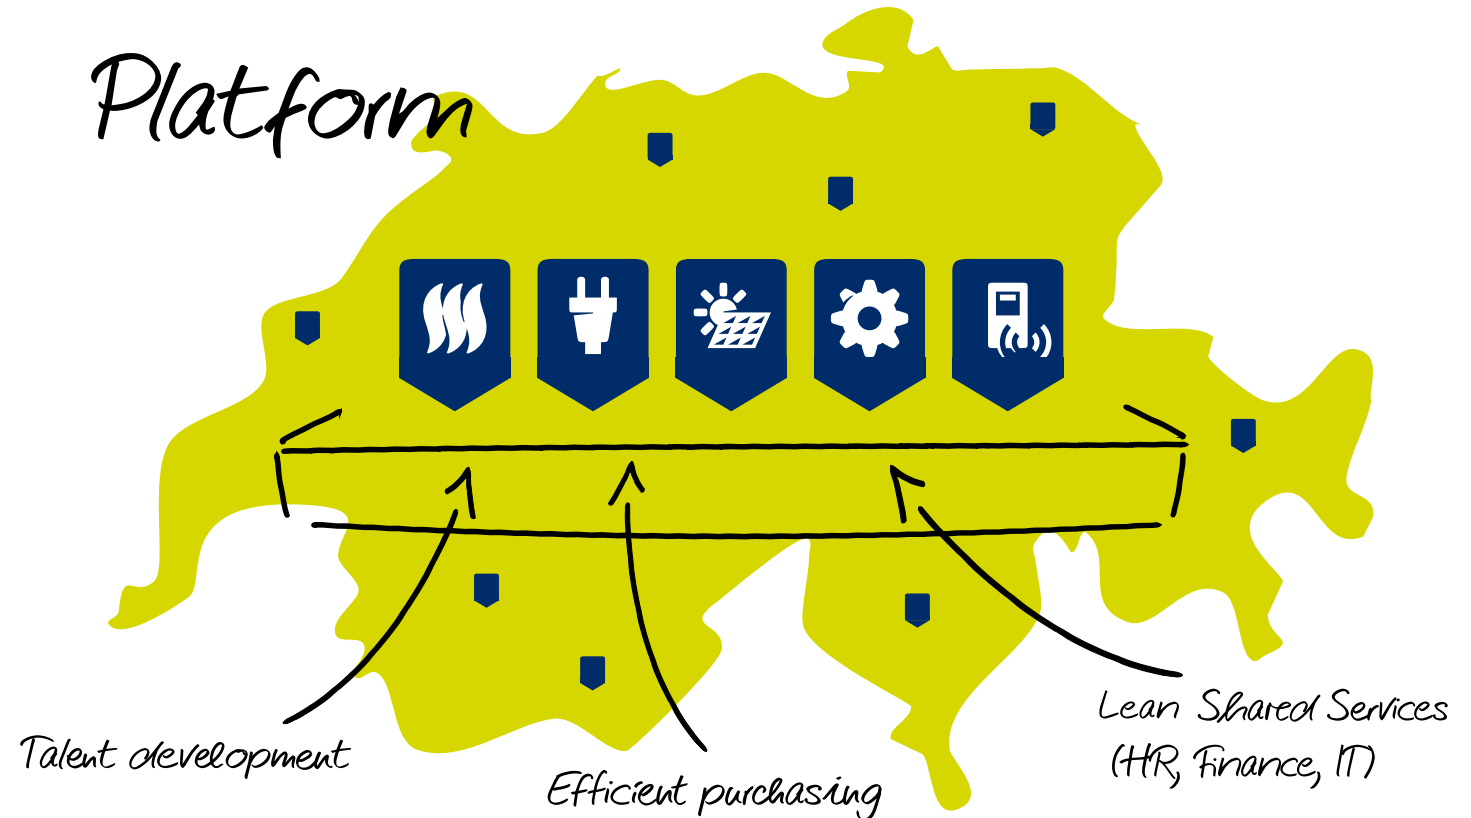 Platform
Talent development
Efficient purchasing
Lean Shared Services
(HR, Finance, IT)